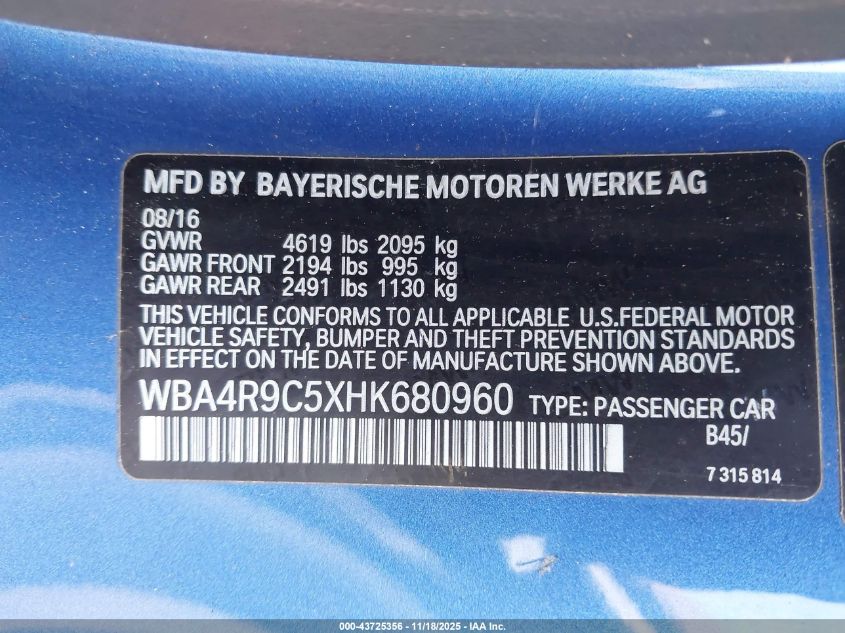 MFD BY BAYERISCHE MOTOREN WERKE AG
08/16
GVWR 4619 lbs 2095 kg
GAWR FRONT 2194 lbs 995 kg
GAWR REAR 2491 lbs 1130 kg
THIS VEHICLE CONFORMS TO ALL APPLICABLE U.S.FEDERAL MOTOR
VEHICLE SAFETY, BUMPER AND THEFT PREVENTION STANDARDS
IN EFFECT ON THE DATE OF MANUFACTURE SHOWN ABOVE.
WBA4R9C5XHK680960 TYPE: PASSENGER CAR
B45/
7 315 814
000-43725356 - 11/18/2025 - IAA Inc.